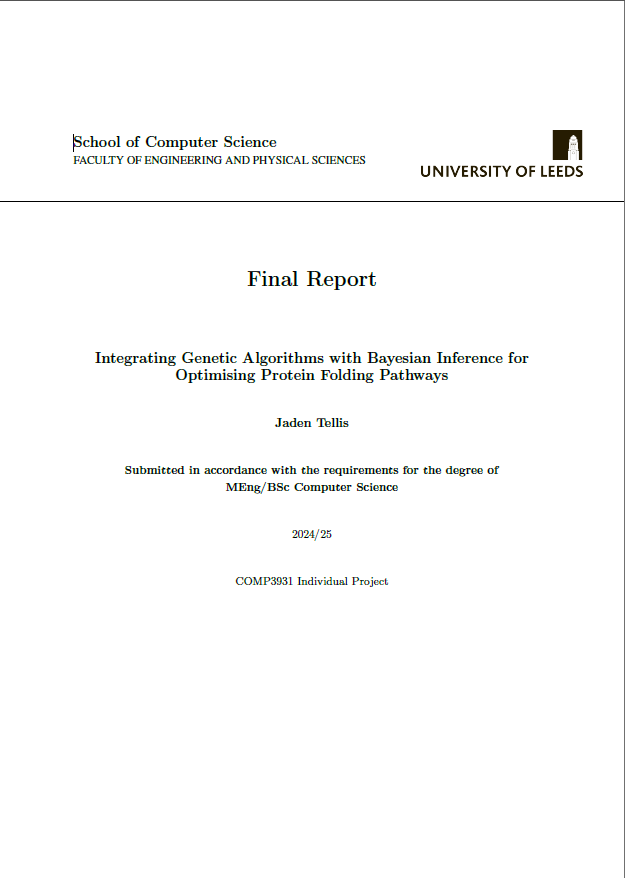 School of Computer Science
FACULTY OF ENGINEERING AND PHYSICAL SCIENCES
UNIVERSITY OF LEEDS
Final Report
Integrating Genetic Algorithms with Bayesian Inference for
Optimising Protein Folding Pathways
Jaden Tellis
Submitted in accordance with the requirements for the degree of
MEng/BSc Computer Science
2024/25
COMP3931 Individual Project